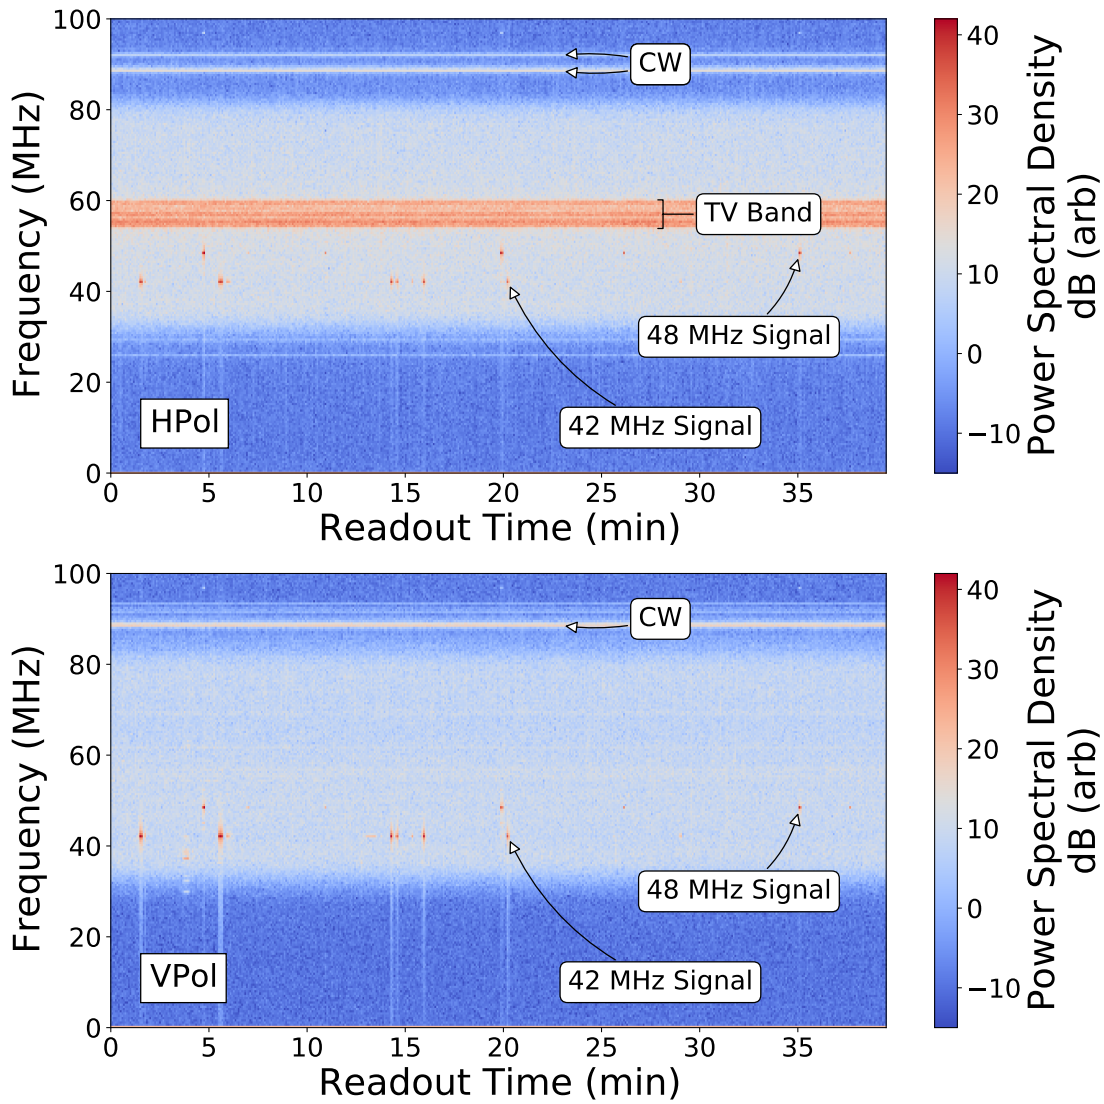 100
80
60
40
20
0
Frequency (MHz)
CW
TV Band
48 MHz Signal
42 MHz Signal
HPol
0 5 10 15 20 25 30 35
Readout Time (min)
40
30
20
10
0
−10
Power Spectral Density
dB (arb)
100
80
60
40
20
0
Frequency (MHz)
CW
48 MHz Signal
42 MHz Signal
VPol
0 5 10 15 20 25 30 35
Readout Time (min)
40
30
20
10
0
−10
Power Spectral Density
dB (arb)